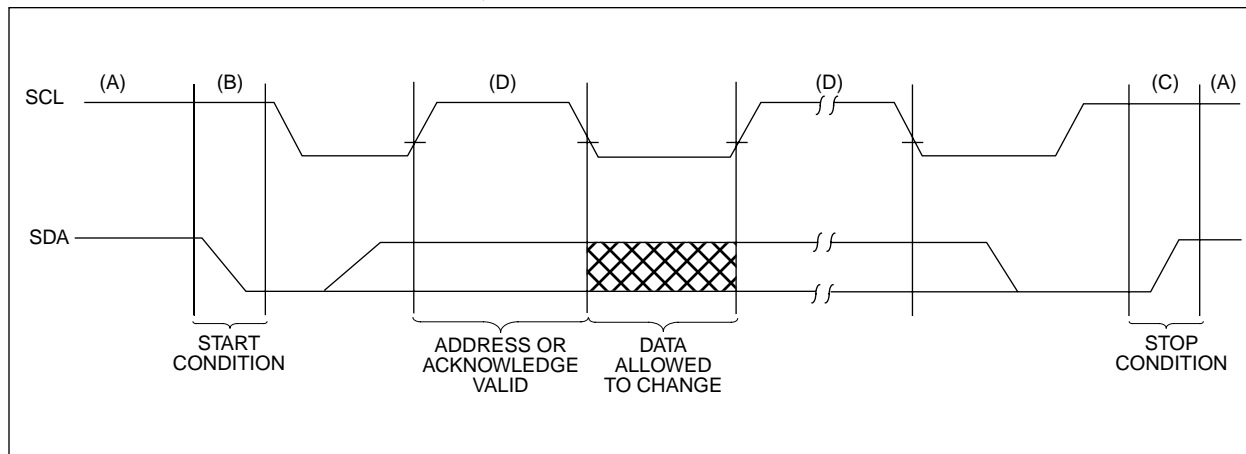 (A) (B) (D) (D) (C) (A)
SCL
SDA
START
CONDITION
ADDRESS OR
ACKNOWLEDGE
VALID
DATA
ALLOWED
TO CHANGE
STOP
CONDITION